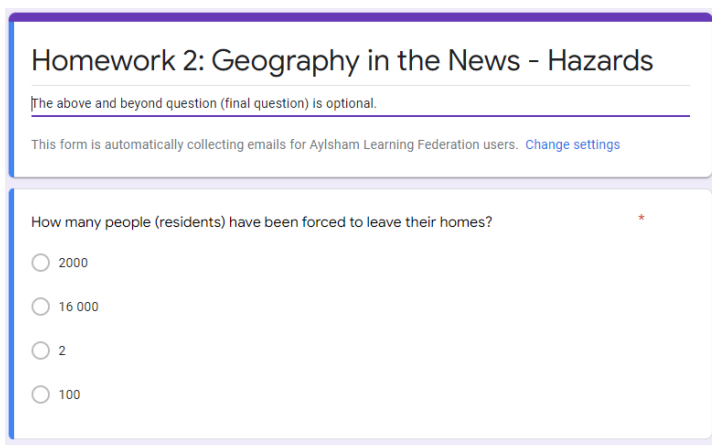 Homework 2: Geography in the News - Hazards
The above and beyond question (final question) is optional.
This form is automatically collecting emails for Aylsham Learning Federation users. Change settings
How many people (residents) have been forced to leave their homes? *
2000
16 000
2
100